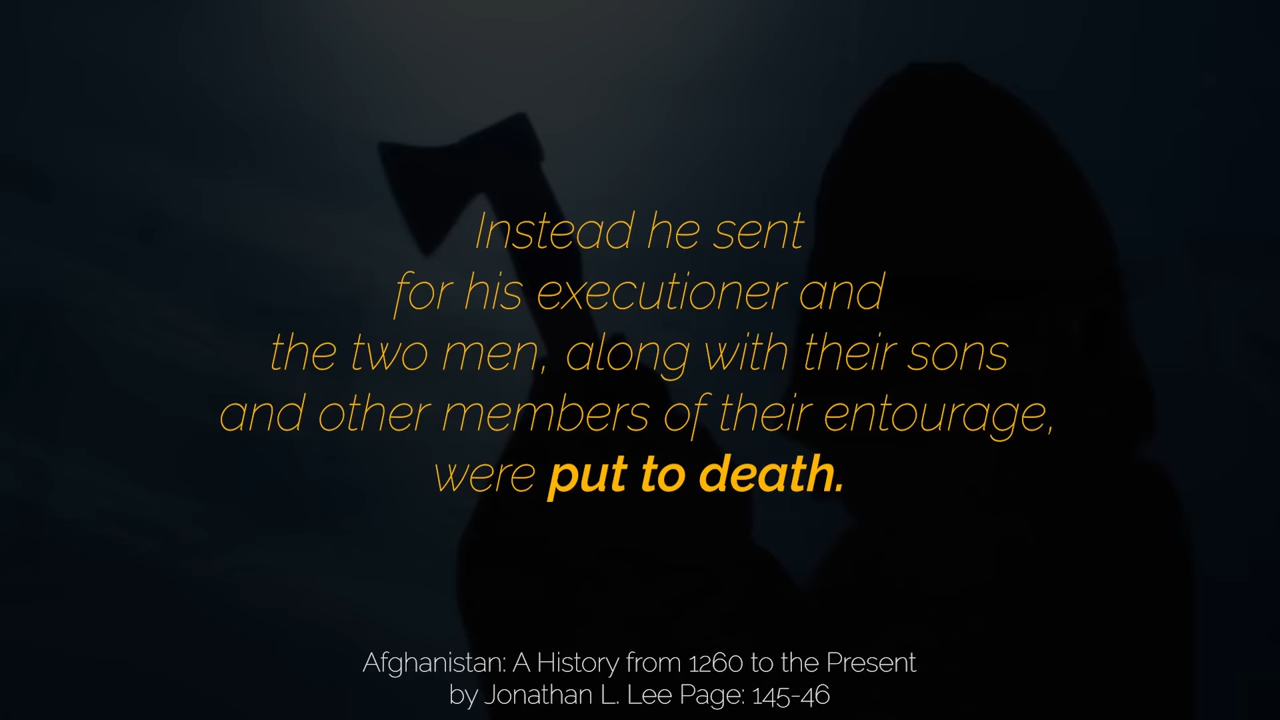 Instead he sent
for his executioner and
the two men, along with their sons
and other members of their entourage,
were put to death.
Afghanistan: A History from 1260 to the Present
by Jonathan L. Lee Page: 145-46